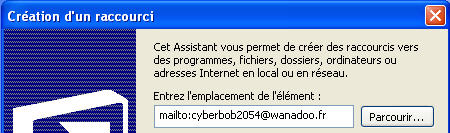 Création d'un raccourci
Cet Assistant vous permet de créer des raccourcis vers
des programmes, fichiers, dossiers, ordinateurs ou
adresses Internet en local ou en réseau.
Entrez l'emplacement de l'élément :
mailto:cyberbob2054@wanadoo.fr
Parcourir...